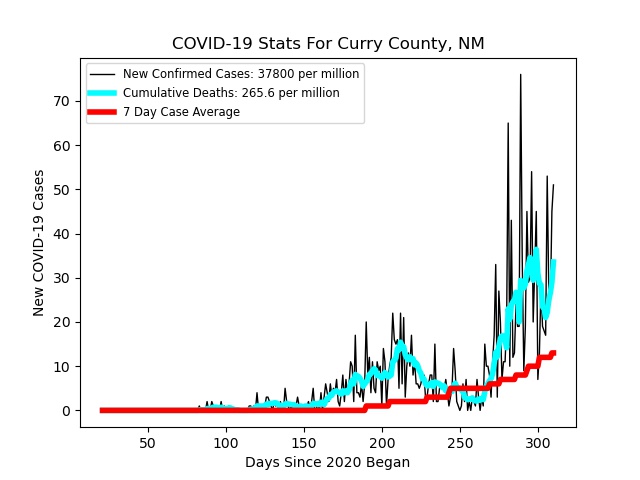 COVID-19 Stats For Curry County, NM
New Confirmed Cases: 37800 per million
Cumulative Deaths: 265.6 per million
7 Day Case Average
New COVID-19 Cases
70
60
50
40
30
20
10
0
50
100
150
200
250
300
Days Since 2020 Began